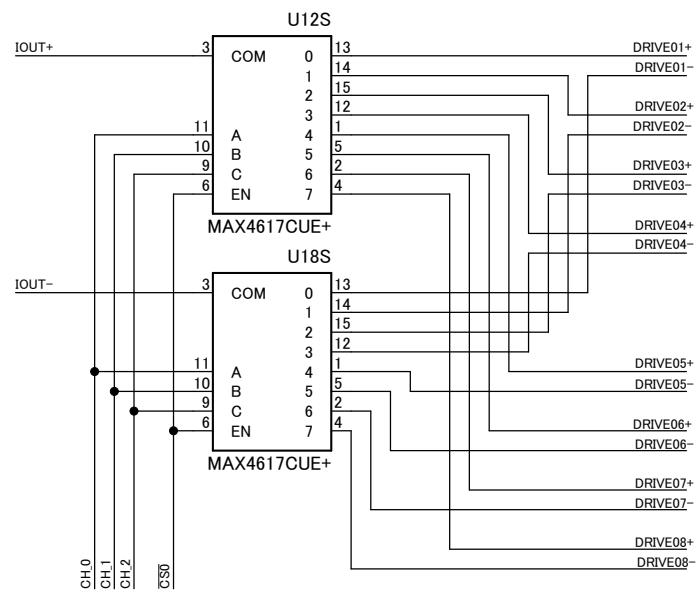 U12S
IOUT+ 3 COM 0 13 DRIVE01+
1 14 DRIVE01-
2 15
3 12 DRIVE02+
11 A 4 1 DRIVE02-
10 B 5 5
9 C 6 2 DRIVE03+
6 EN 7 4 DRIVE03-
MAX4617CUE+ DRIVE04+
U18S DRIVE04-
IOUT- 3 COM 0 13
1 14
2 15
3 12
11 A 4 1 DRIVE05+
10 B 5 5 DRIVE05-
9 C 6 2
6 EN 7 4 DRIVE06+
DRIVE06-
MAX4617CUE+
DRIVE07+
DRIVE07-
DRIVE08+
DRIVE08-
CH_0
CH_1
CH_2
CS0